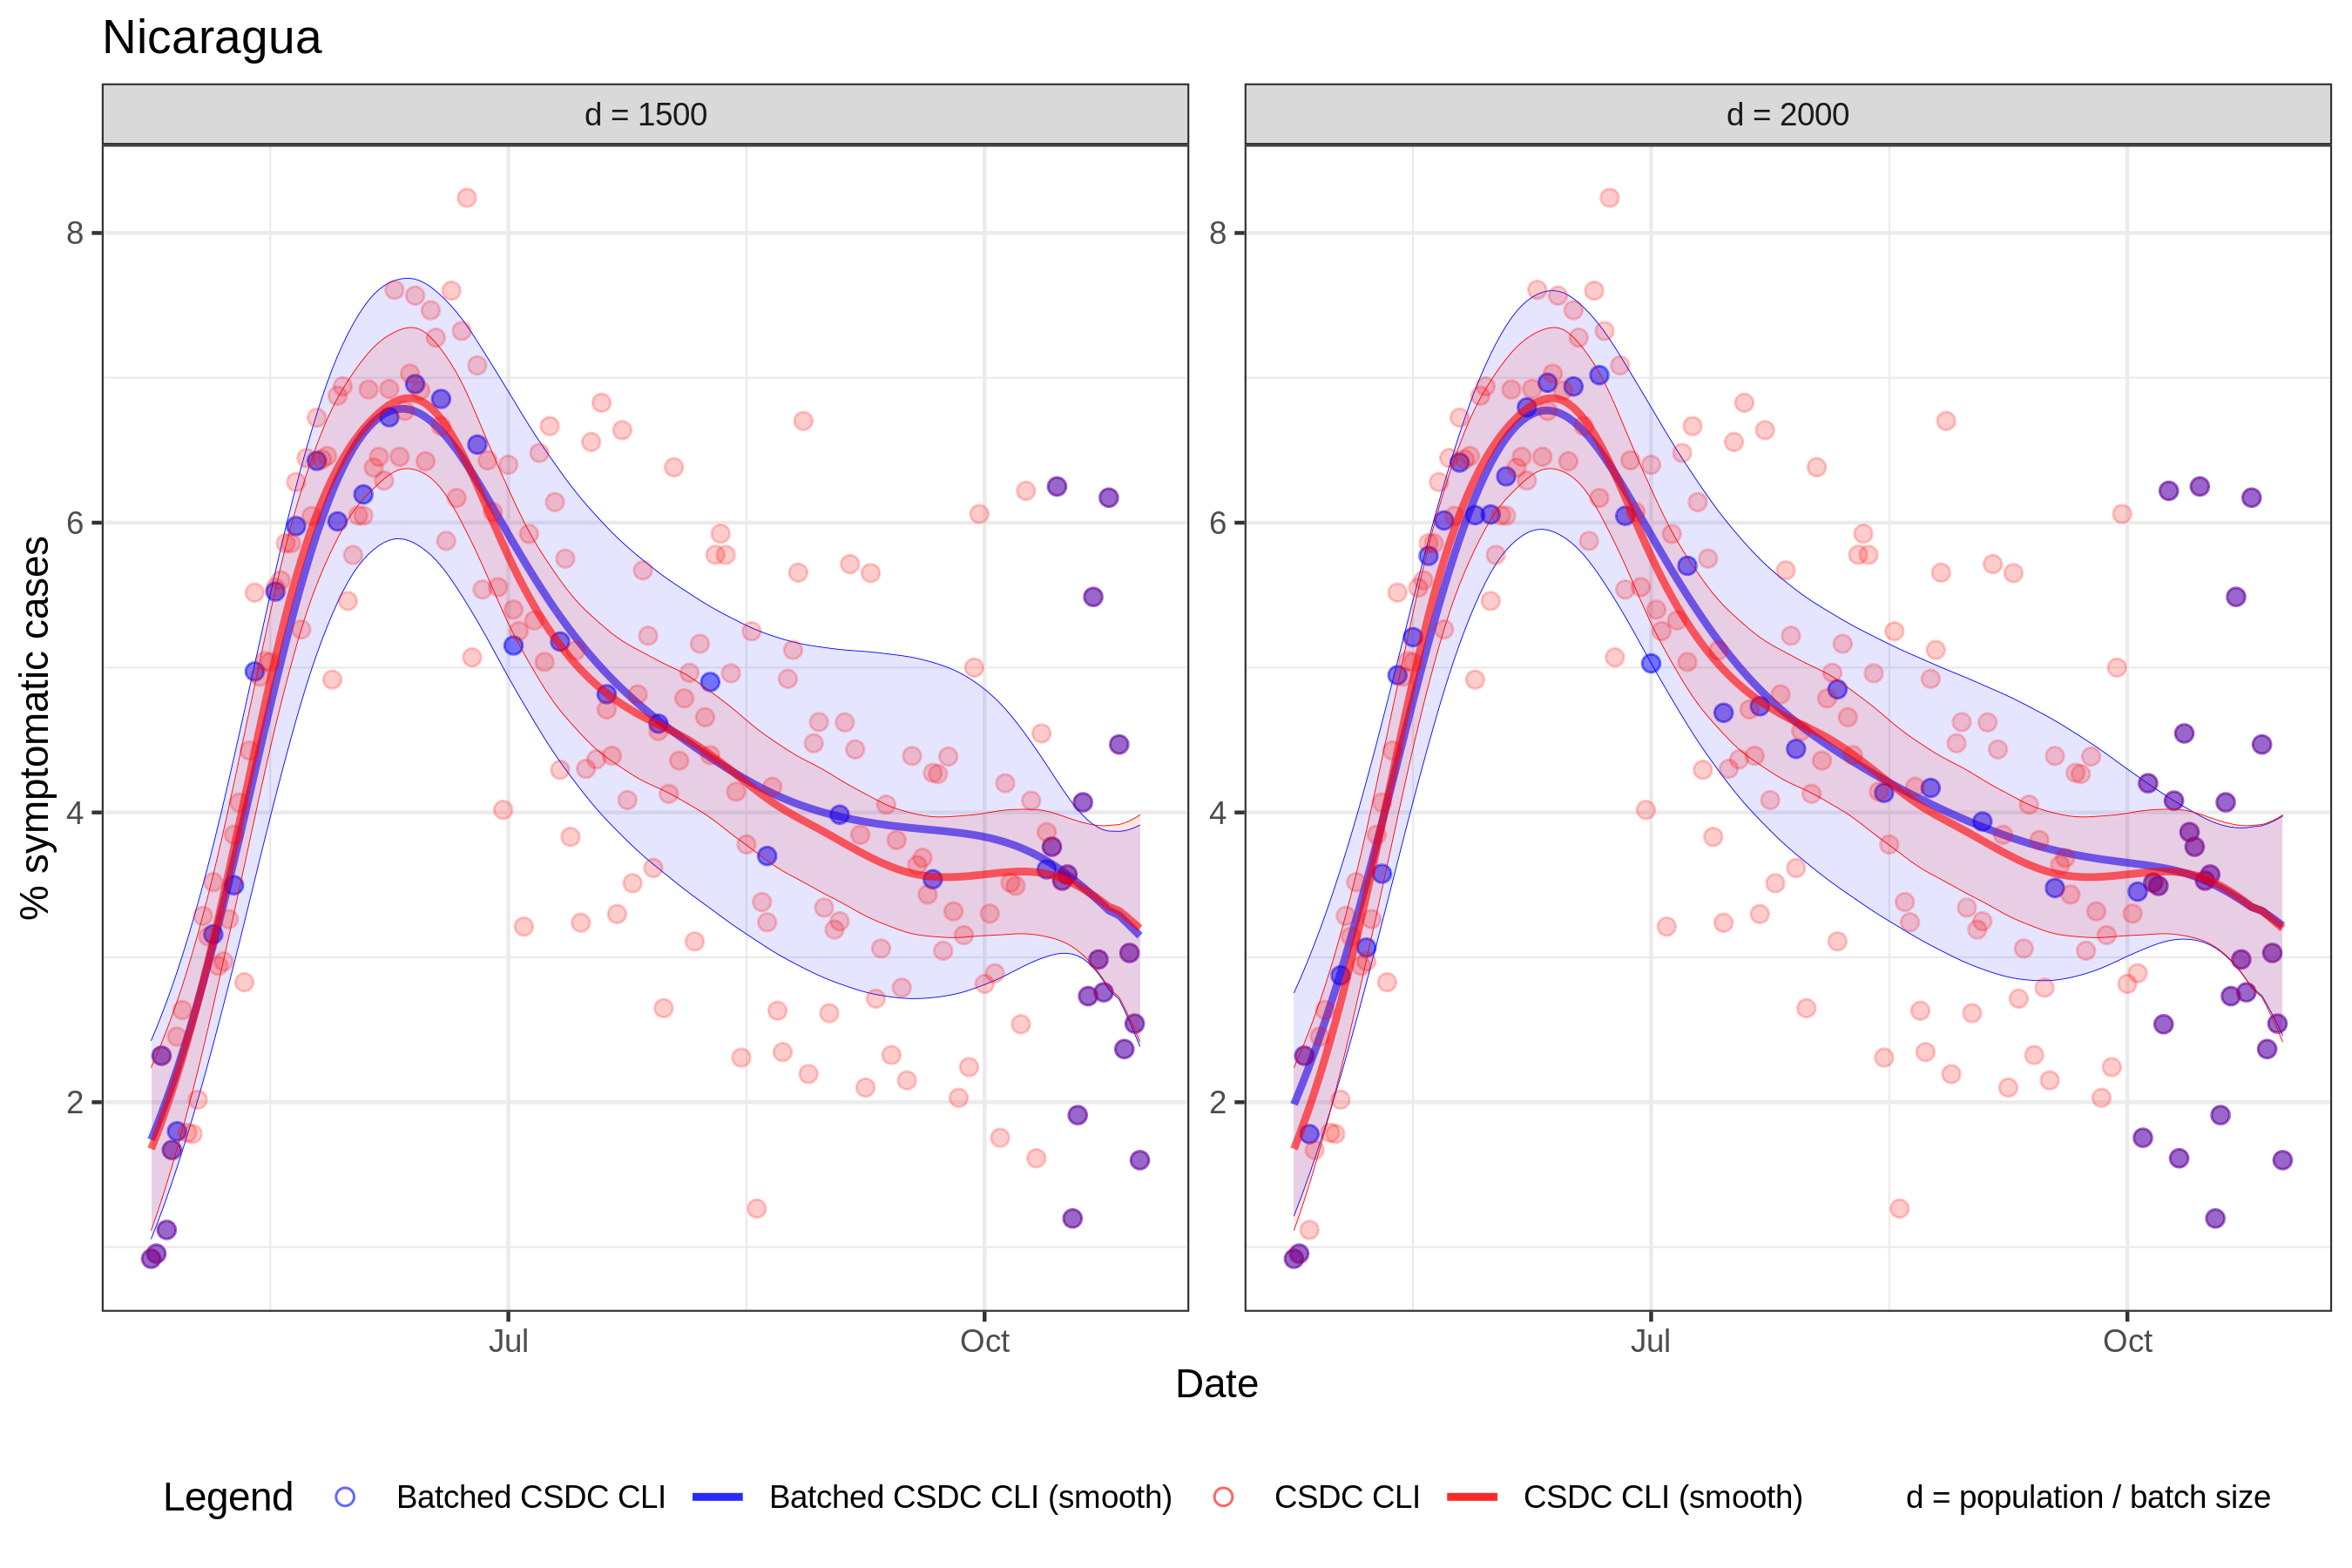 Nicaragua
d = 1500
d = 2000
% symptomatic cases
8
6
4
2
8
6
4
2
Jul
Oct
Jul
Oct
Date
Legend
Batched CSDC CLI
Batched CSDC CLI (smooth)
CSDC CLI
CSDC CLI (smooth)
d = population / batch size